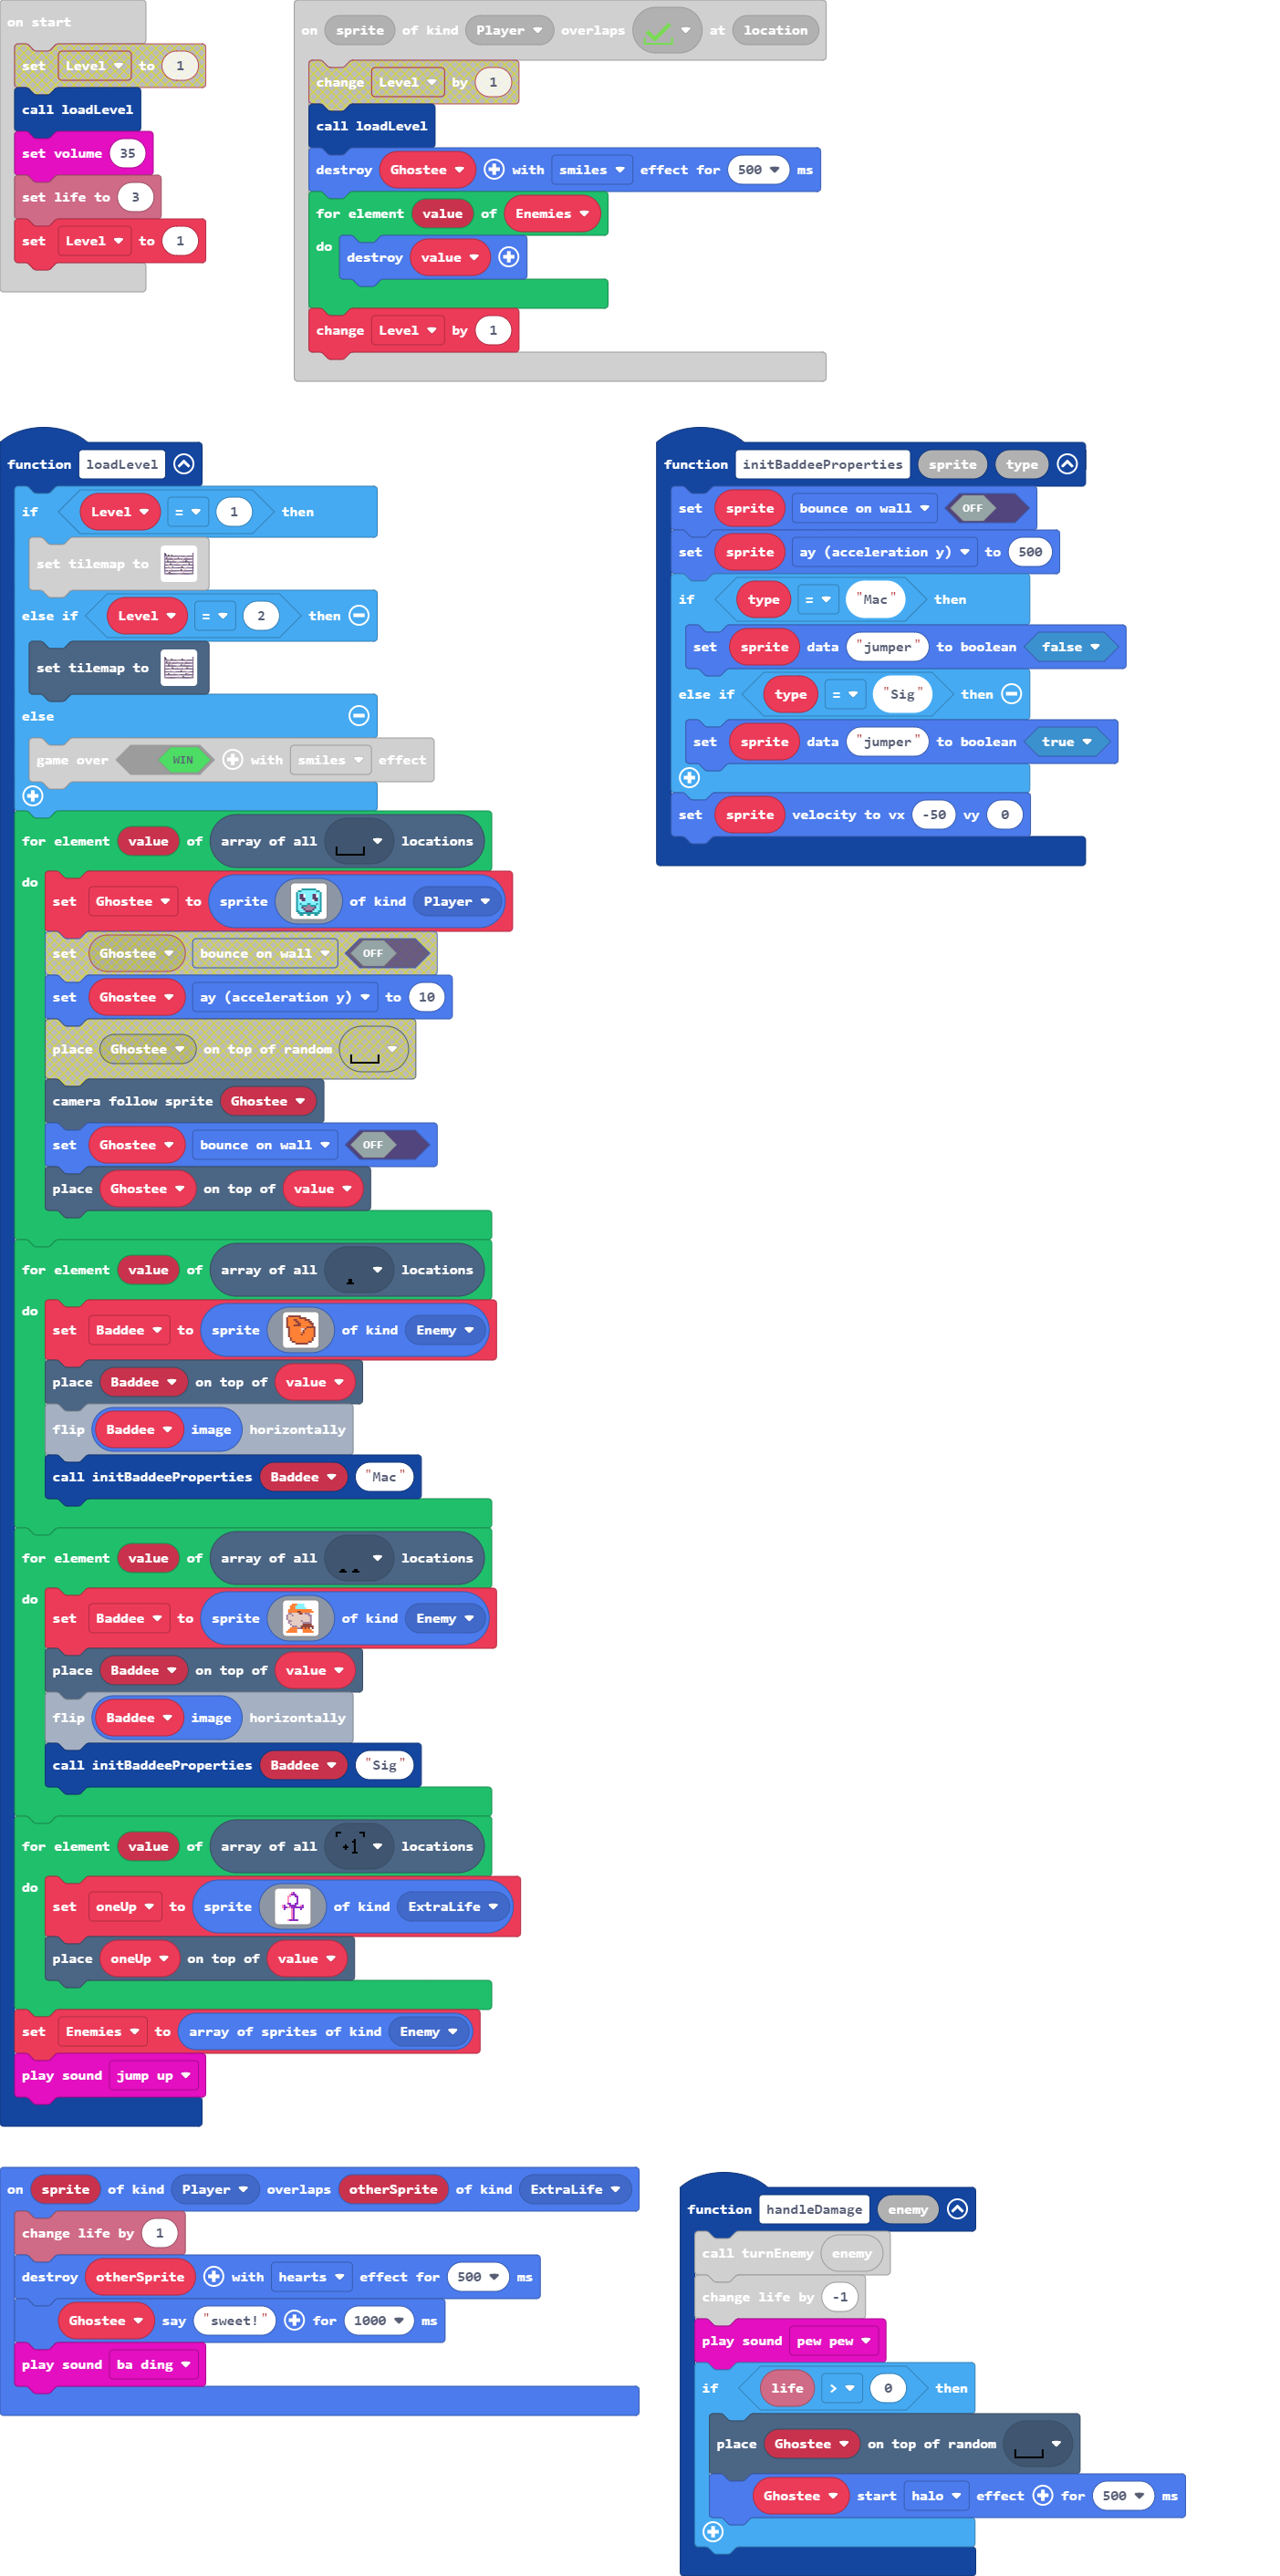 on start
set Level to 1
call loadLevel
set volume 35
set life to 3
set Level to 1
on sprite of kind Player overlaps at location
change Level by 1
call loadLevel
destroy Ghostee with smiles effect for 500 ms
for element value of Enemies
do
destroy value
change Level by 1
function loadLevel
if Level = 1 then
set tilemap to
else if Level = 2 then
set tilemap to
else
game over WIN with smiles effect
for element value of array of all locations
do
set Ghostee to sprite of kind Player
set Ghostee bounce on wall OFF
set Ghostee ay (acceleration y) to 10
place Ghostee on top of random
camera follow sprite Ghostee
set Ghostee bounce on wall OFF
place Ghostee on top of value
for element value of array of all locations
do
set Baddee to sprite of kind Enemy
place Baddee on top of value
flip Baddee image horizontally
call initBaddeeProperties Baddee "Mac"
for element value of array of all locations
do
set Baddee to sprite of kind Enemy
place Baddee on top of value
flip Baddee image horizontally
call initBaddeeProperties Baddee "Sig"
for element value of array of all +1 locations
do
set oneUp to sprite of kind ExtraLife
place oneUp on top of value
set Enemies to array of sprites of kind Enemy
play sound jump up
function initBaddeeProperties sprite type
set sprite bounce on wall OFF
set sprite ay (acceleration y) to 500
if type = "Mac" then
set sprite data "jumper" to boolean false
else if type = "Sig" then
set sprite data "jumper" to boolean true
set sprite velocity to vx -50 vy 0
on sprite of kind Player overlaps otherSprite of kind ExtraLife
change life by 1
destroy otherSprite with hearts effect for 500 ms
Ghostee say "sweet!" for 1000 ms
play sound ba ding
function handleDamage enemy
call turnEnemy enemy
change life by -1
play sound pew pew
if life > 0 then
place Ghostee on top of random
Ghostee start halo effect for 500 ms